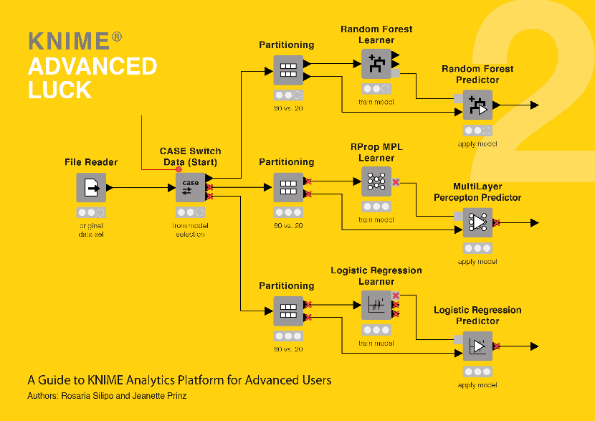 KNIME®
ADVANCED
LUCK
2
Random Forest
Learner
Partitioning
Random Forest
Predictor
80 vs. 20
train model
apply model
CASE Switch
Data (Start)
File Reader
Partitioning
RProp MPL
Learner
MultiLayer
Percepton Predictor
case
original
data set
from model
selection
80 vs. 20
train model
apply model
Logistic Regression
Learner
Partitioning
Logistic Regression
Predictor
80 vs. 20
train model
apply model
A Guide to KNIME Analytics Platform for Advanced Users
Authors: Rosaria Silipo and Jeanette Prinz